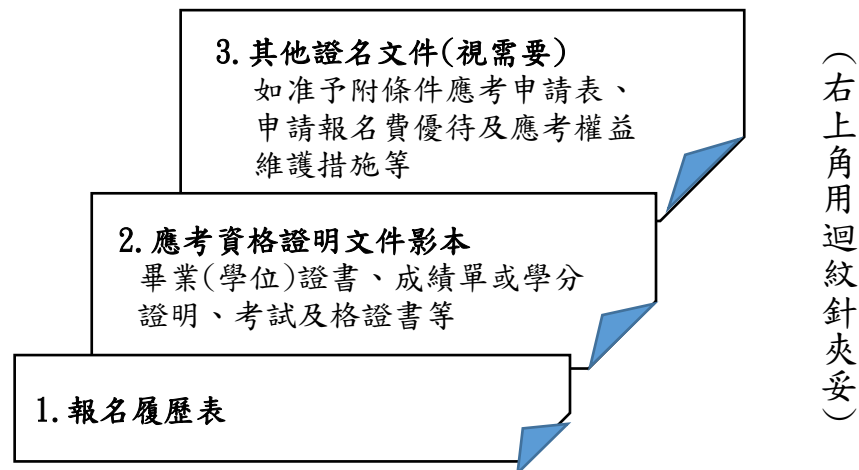 3.其他證名文件(視需要)
如准予附條件應考申請表、
申請報名費優待及應考權益
維護措施等
2.應考資格證明文件影本
畢業(學位)證書、成績單或學分
證明、考試及格證書等
1.報名履歷表
（右上角用迴紋針夾妥）